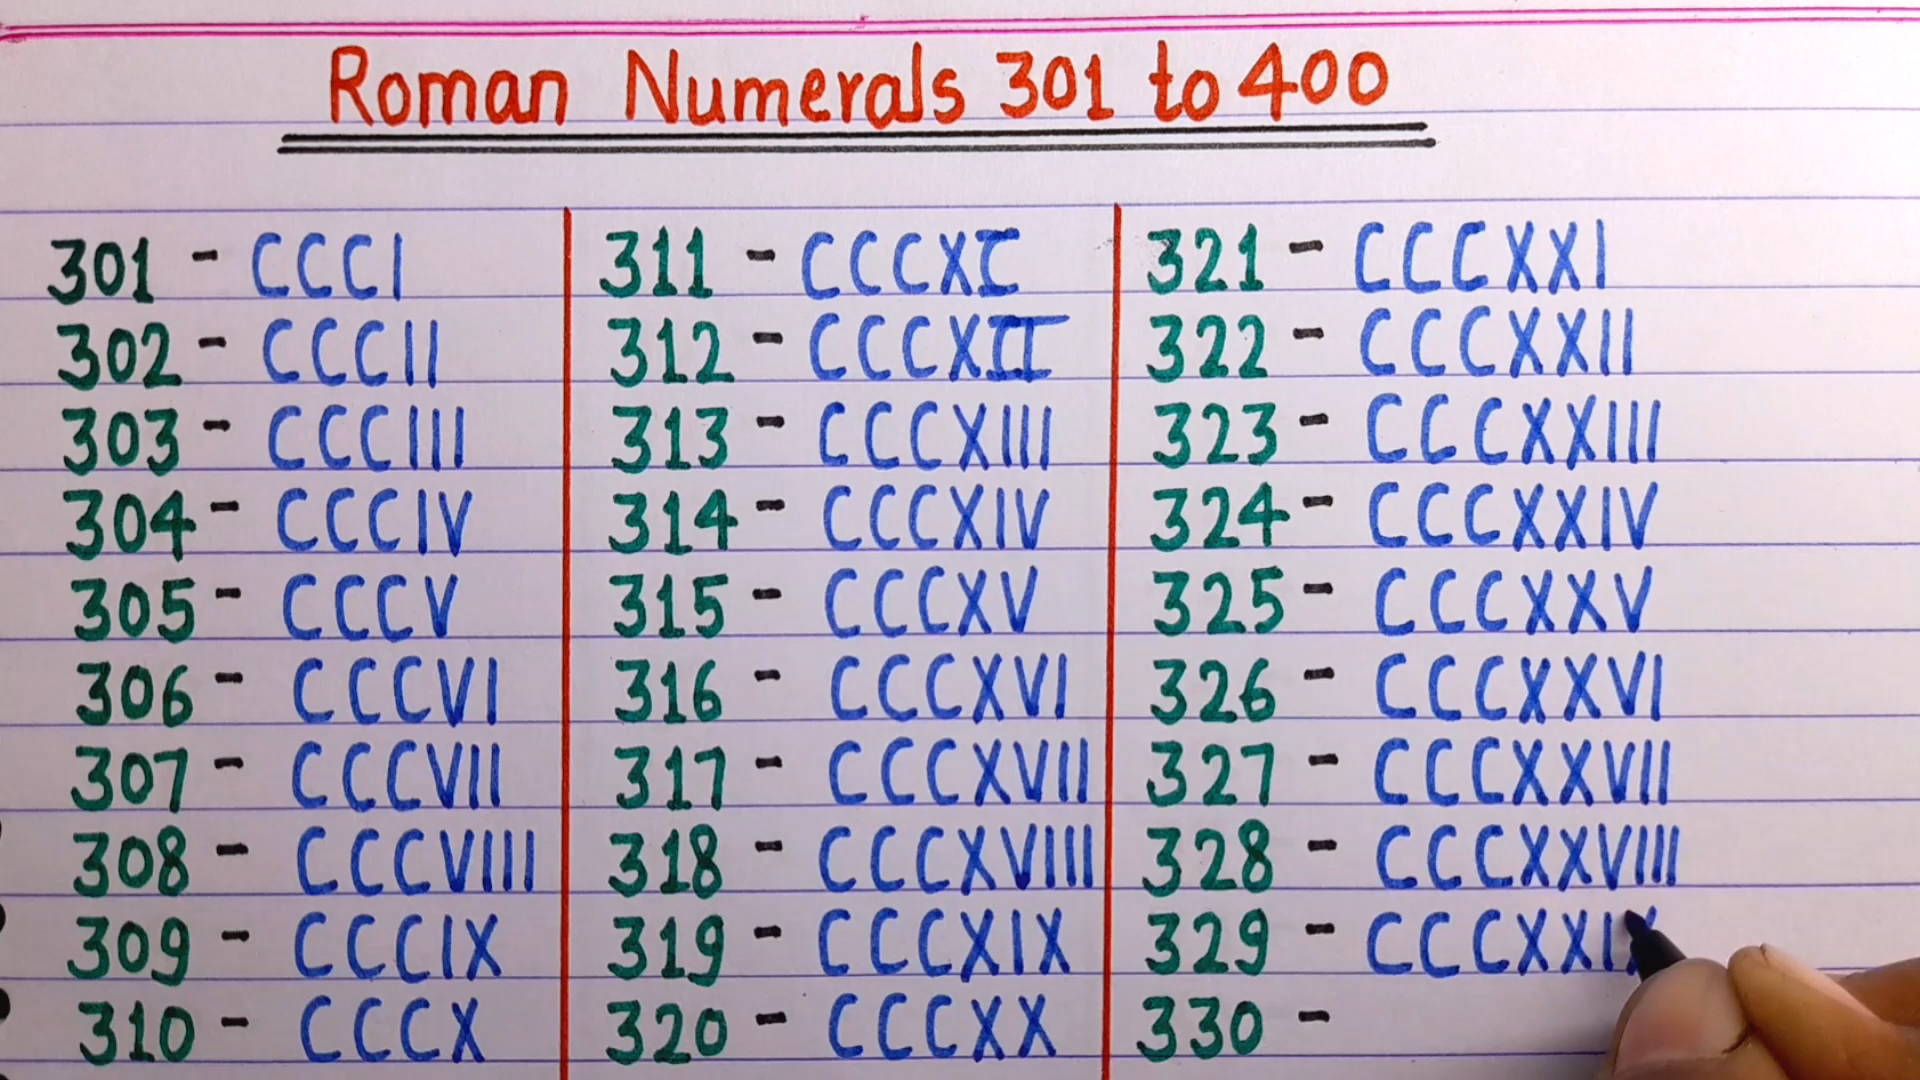 Roman Numerals 301 to 400
301 - CCCI
302 - CCCII
303 - CCCIII
304 - CCCIV
305 - CCCV
306 - CCCVI
307 - CCCVII
308 - CCCVIII
309 - CCCIX
310 - CCCX
311 - CCCXI
312 - CCCXII
313 - CCCXIII
314 - CCCXIV
315 - CCCXV
316 - CCCXVI
317 - CCCXVII
318 - CCCXVIII
319 - CCCXIX
320 - CCCXX
321 - CCCXXI
322 - CCCXXII
323 - CCCXXIII
324 - CCCXXIV
325 - CCCXXV
326 - CCCXXVI
327 - CCCXXVII
328 - CCCXXVIII
329 - CCCXXIX
330 -